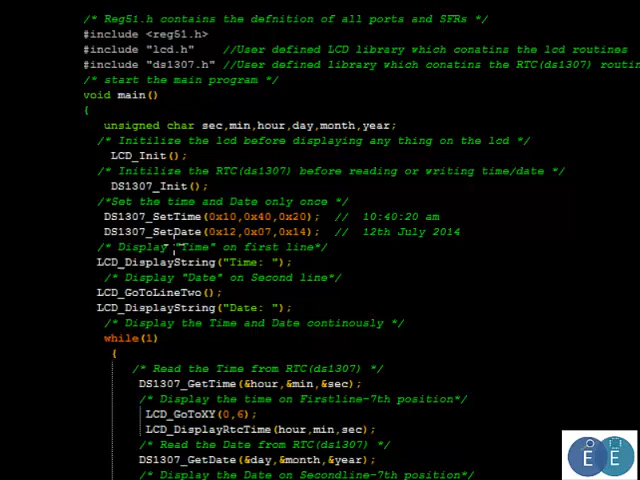 /* Reg51.h contains the defnition of all ports and SFRs */
#include <reg51.h>
#include "lcd.h" //User defined LCD library which conatins the lcd routines
#include "ds1307.h" //User defined library which conatins the RTC(ds1307) routin
/* start the main program */
void main()
{
unsigned char sec,min,hour,day,month,year;
/* Initilize the lcd before displaying any thing on the lcd */
LCD_Init();
/* Initilize the RTC(ds1307) before reading or writing time/date */
DS1307_Init();
/*Set the time and Date only once */
DS1307_SetTime(0x10,0x40,0x20); // 10:40:20 am
DS1307_SetDate(0x12,0x07,0x14); // 12th July 2014
/* Display "Time" on first line*/
LCD_DisplayString("Time: ");
/* Display "Date" on Second line*/
LCD_GoToLineTwo();
LCD_DisplayString("Date: ");
/* Display the Time and Date continously */
while(1)
{
/* Read the Time from RTC(ds1307) */
DS1307_GetTime(&hour,&min,&sec);
/* Display the time on Firstline-7th position*/
LCD_GoToXY(0,6);
LCD_DisplayRtcTime(hour,min,sec);
/* Read the Date from RTC(ds1307) */
DS1307_GetDate(&day,&month,&year);
/* Display the Date on Secondline-7th position*/
E E